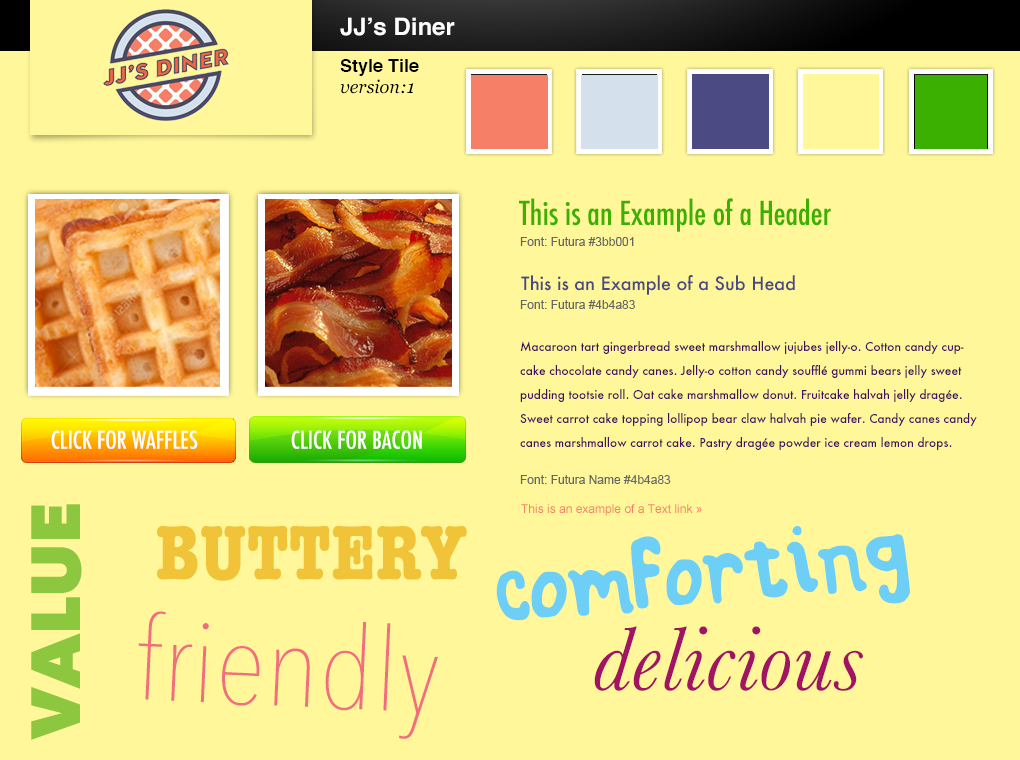 JJ'S DINER
JJ's Diner
Style Tile
version:1
This is an Example of a Header
Font: Futura #3bb001
This is an Example of a Sub Head
Font: Futura #4b4a83
Macaroon tart gingerbread sweet marshmallow jujubes jelly-o. Cotton candy cup-
cake chocolate candy canes. Jelly-o cotton candy soufflé gummi bears jelly sweet
pudding tootsie roll. Oat cake marshmallow donut. Fruitcake halvah jelly dragée.
Sweet carrot cake topping lollipop bear claw halvah pie wafer. Candy canes candy
canes marshmallow carrot cake. Pastry dragée powder ice cream lemon drops.
Font: Futura Name #4b4a83
This is an example of a Text link »
CLICK FOR WAFFLES
CLICK FOR BACON
VALUE
BUTTERY
friendly
comforting
delicious